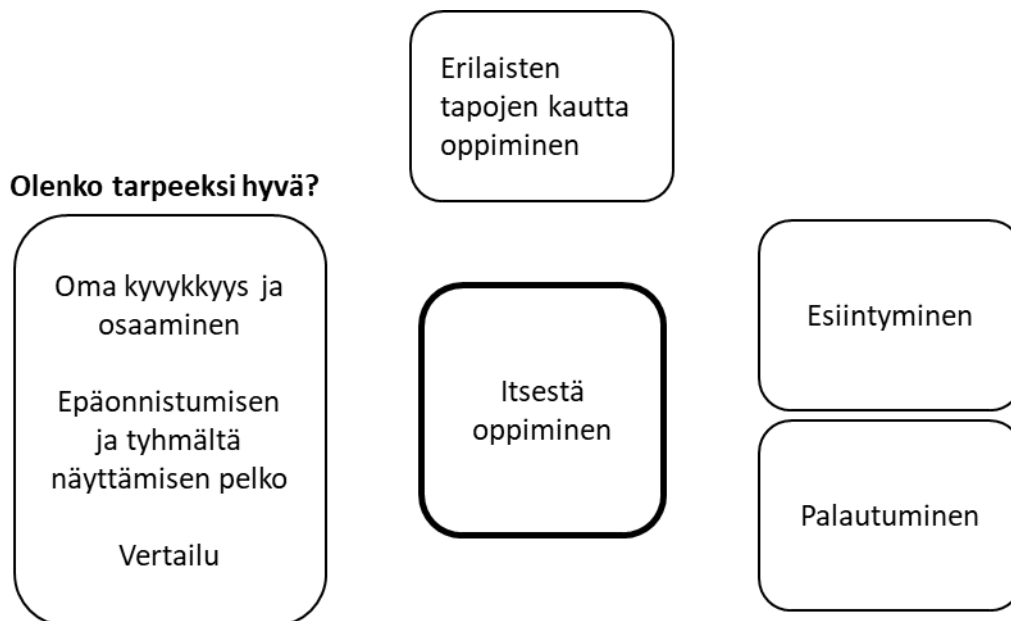 Erilaisten
tapojen kautta
oppiminen
Olenko tarpeeksi hyvä?
Oma kyvykkyys ja
osaaminen
Epäonnistumisen
ja tyhmältä
näyttämisen pelko
Vertailu
Itsestä
oppiminen
Esiintyminen
Palautuminen